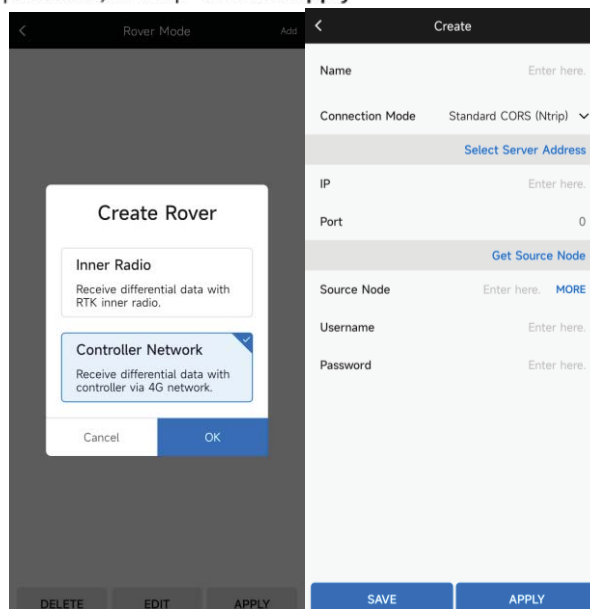 Rover Mode
Add
Create Rover
Inner Radio
Receive differential data with
RTK inner radio.
Controller Network
Receive differential data with
controller via 4G network.
Cancel
OK
DELETE
EDIT
APPLY
Create
Name
Enter here.
Connection Mode
Standard CORS (Ntrip)
Select Server Address
IP
Enter here.
Port
0
Get Source Node
Source Node
Enter here.
MORE
Username
Enter here.
Password
Enter here.
SAVE
APPLY